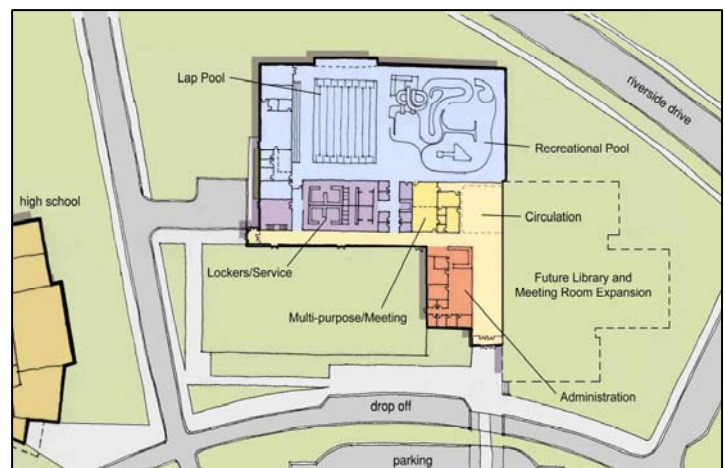 riverside drive
Lap Pool
Recreational Pool
high school
Circulation
Lockers/Service
Future Library and
Meeting Room Expansion
Multi-purpose/Meeting
Administration
drop off
parking